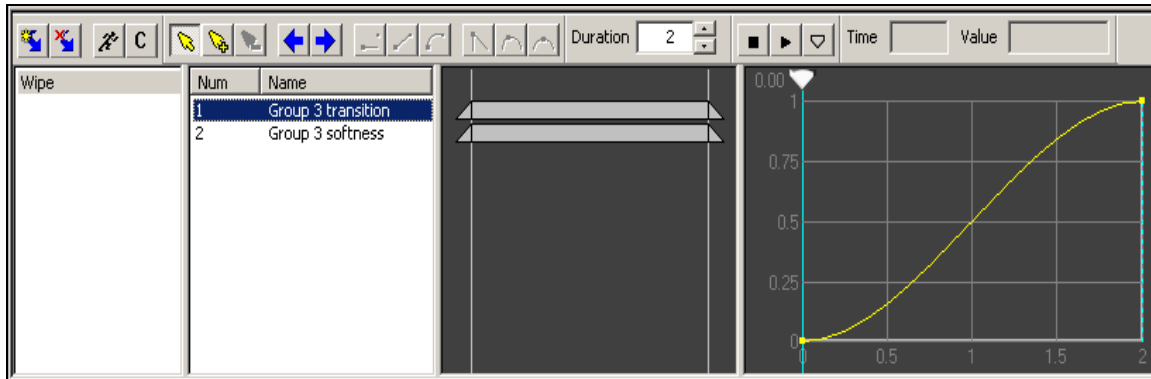 C Duration 2 Time Value
Wipe
Num Name
1 Group 3 transition
2 Group 3 softness
0.00
1
0.75
0.5
0.25
0
0 0.5 1 1.5 2